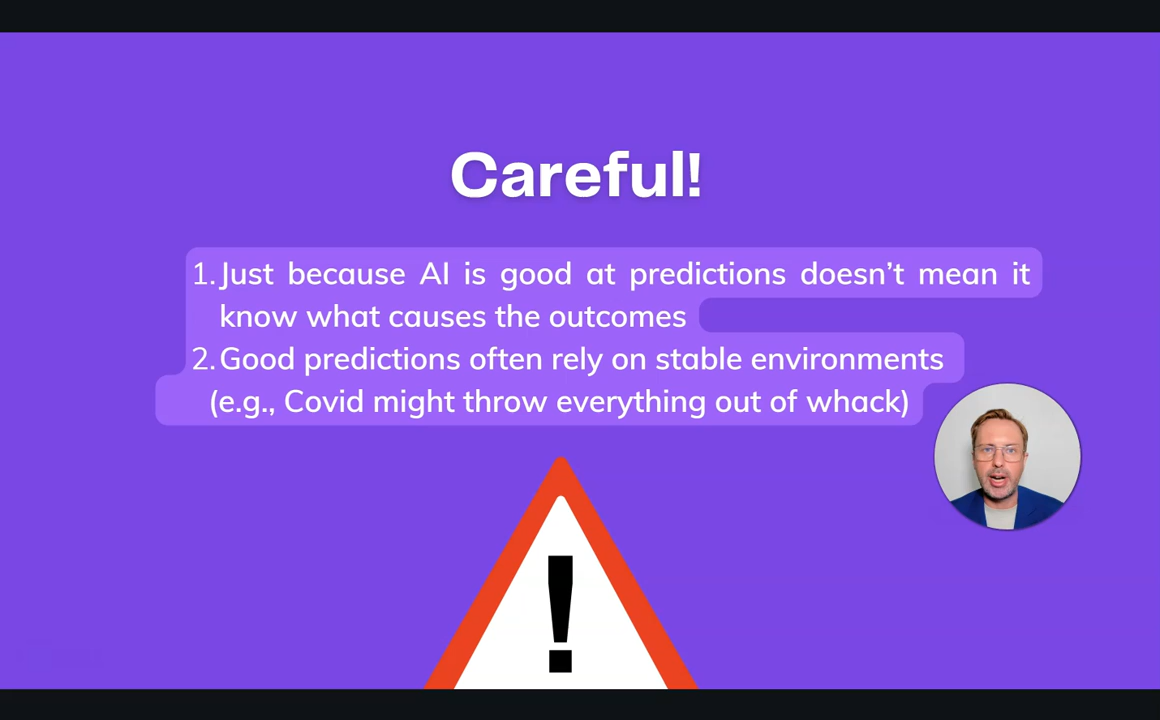 Careful!
1. Just because AI is good at predictions doesn’t mean it
know what causes the outcomes
2. Good predictions often rely on stable environments
(e.g., Covid might throw everything out of whack)
!